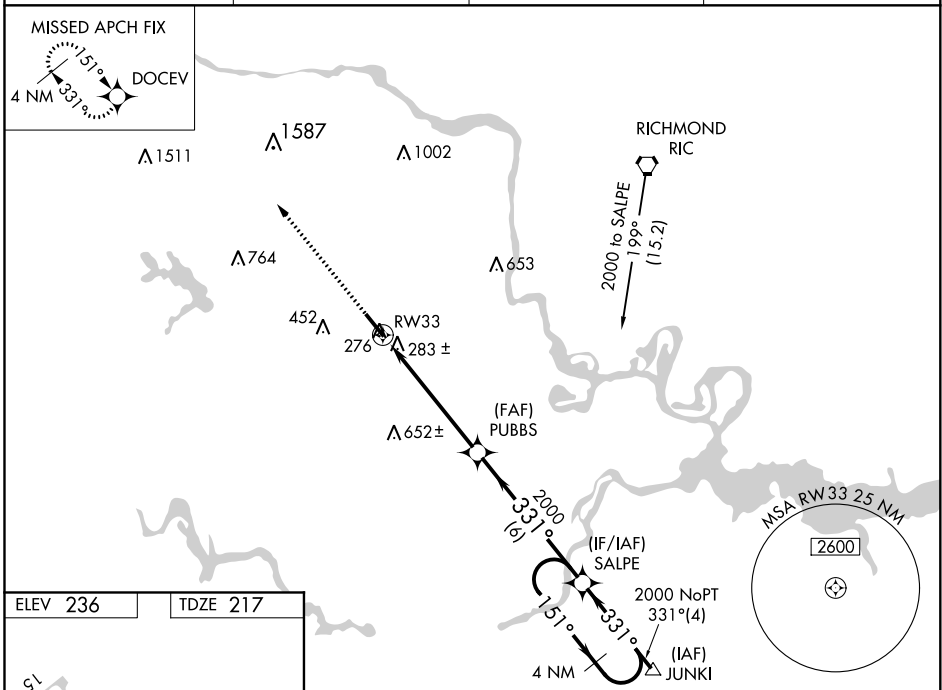 MISSED APCH FIX
151°
DOCEV
4 NM
331°
1511
1587
1002
RICHMOND
RIC
2000 to SALPE
199°
(15.2)
764
653
452
RW33
276
283 ±
(FAF)
PUBBS
652±
2000
331°
(6)
(IF/IAF)
SALPE
MSA RW33 25 NM
2600
2000 NoPT
331°(4)
151°
331°
4 NM
(IAF)
JUNKI
ELEV 236
TDZE 217
15